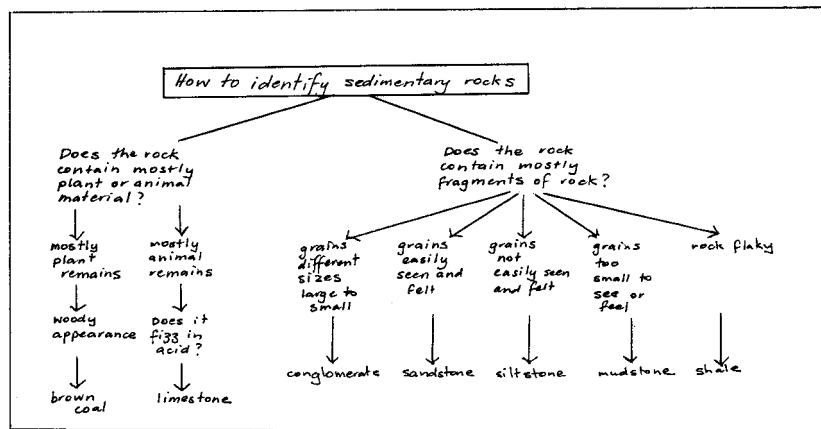 How to identify sedimentary rocks
Does the rock
contain mostly
plant or animal
material?
mostly
plant
remains
woody
appearance
brown
coal
mostly
animal
remains
Does it
fizz in
acid?
limestone
Does the rock
contain mostly
fragments of rock?
grains
different
sizes
large to
small
conglomerate
grains
easily
seen and
felt
sandstone
grains
not
easily seen
and felt
siltstone
grains
too
small to
see or
feel
mudstone
rock flaky
shale